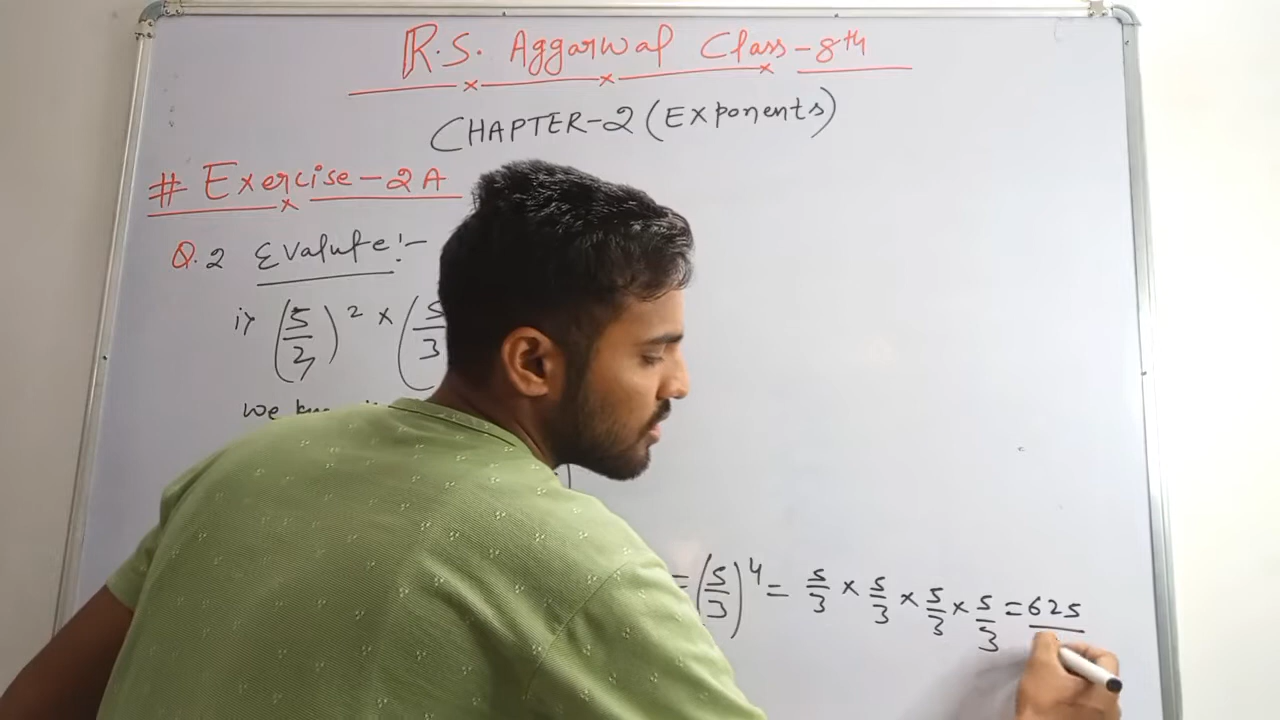 R.S. Aggarwal Class-8th
CHAPTER-2 (Exponents)
# Exercise-2A
Q.2 Evalute:-
i) (5/3)² × (5/3
we
= (5/3)⁴ = 5/3 × 5/3 × 5/3 × 5/3 = 625